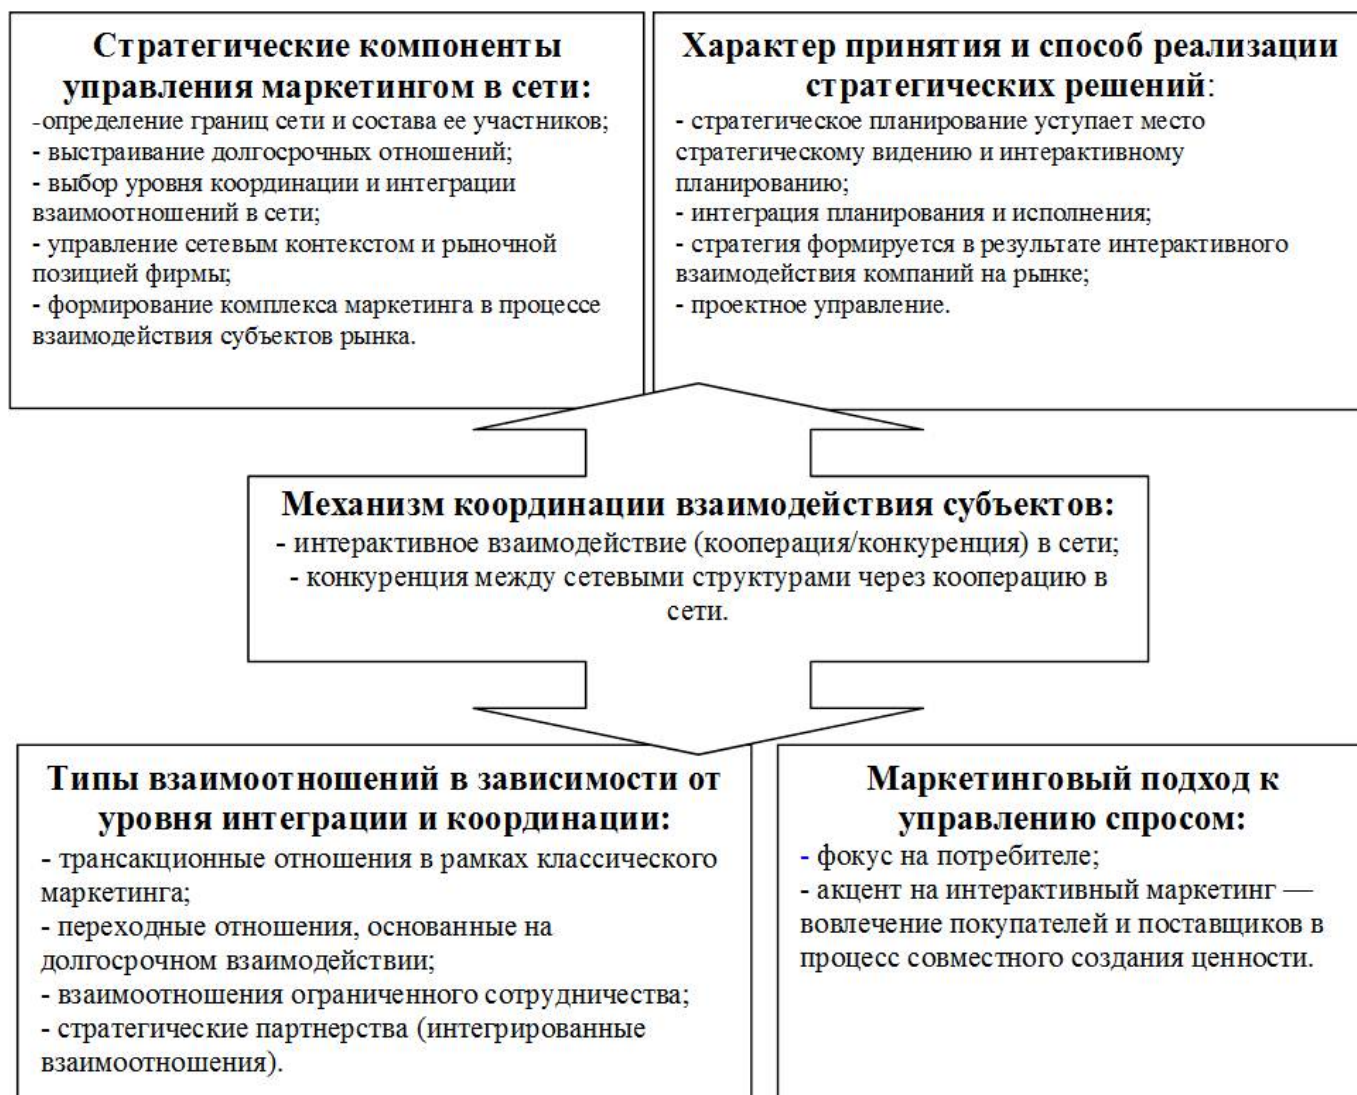 Стратегические компоненты
управления маркетингом в сети:
-определение границ сети и состава ее участников;
- выстраивание долгосрочных отношений;
- выбор уровня координации и интеграции
взаимоотношений в сети;
- управление сетевым контекстом и рыночной
позицией фирмы;
- формирование комплекса маркетинга в процессе
взаимодействия субъектов рынка.
Характер принятия и способ реализации
стратегических решений:
- стратегическое планирование уступает место
стратегическому видению и интерактивному
планированию;
- интеграция планирования и исполнения;
- стратегия формируется в результате интерактивного
взаимодействия компаний на рынке;
- проектное управление.
Механизм координации взаимодействия субъектов:
- интерактивное взаимодействие (кооперация/конкуренция) в сети;
- конкуренция между сетевыми структурами через кооперацию в
сети.
Типы взаимоотношений в зависимости от
уровня интеграции и координации:
- трансакционные отношения в рамках классического
маркетинга;
- переходные отношения, основанные на
долгосрочном взаимодействии;
- взаимоотношения ограниченного сотрудничества;
- стратегические партнерства (интегрированные
взаимоотношения).
Маркетинговый подход к
управлению спросом:
- фокус на потребителе;
- акцент на интерактивный маркетинг —
вовлечение покупателей и поставщиков в
процесс совместного создания ценности.